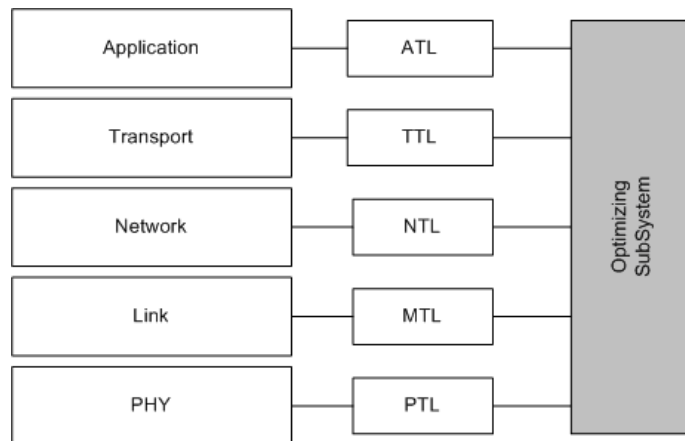 Application
ATL
Transport
TTL
Network
NTL
Link
MTL
PHY
PTL
Optimizing
SubSystem